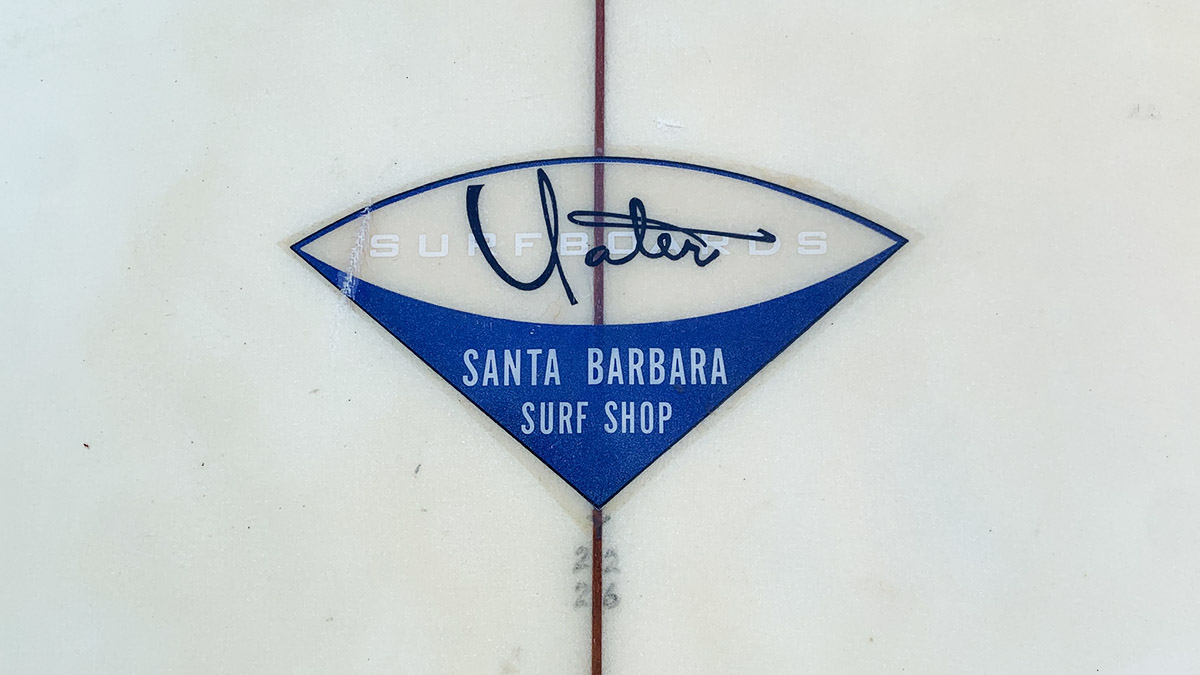 Yater
SURFBOARDS
SANTA BARBARA
SURF SHOP
Y
22
26